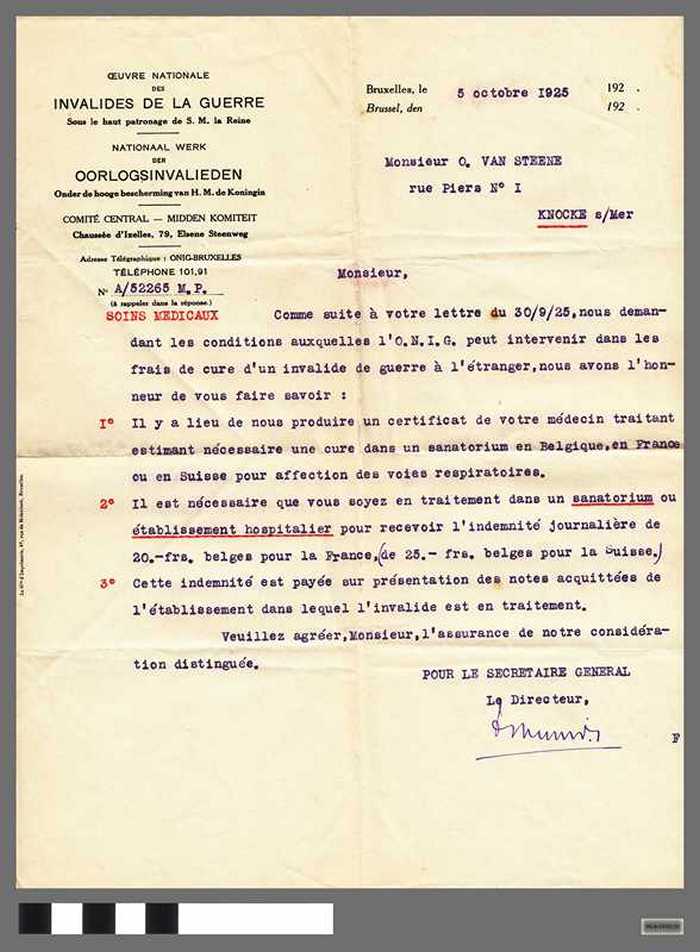 ŒUVRE NATIONALE
DES
INVALIDES DE LA GUERRE
Sous le haut patronage de S. M. la Reine
NATIONAAL WERK
DER
OORLOGSINVALIEDEN
Onder de hooge bescherming van H. M. de Koningin
COMITÉ CENTRAL — MIDDEN KOMITEIT
Chaussée d'Ixelles, 79, Elsene Steenweg
Adresse Télégraphique : ONIG-BRUXELLES
TÉLÉPHONE 101,91
N° A/52265 M.P.
(à rappeler dans la réponse.)
Bruxelles, le 5 octobre 1925 192 .
Brussel, den 192 .
Monsieur O. VAN STEENE
rue Piers N° I
KNOCKE s/Mer
Monsieur,
SOINS MEDICAUX Comme suite à votre lettre du 30/9/25,nous deman-
dant les conditions auxquelles l'O.N.I.G. peut intervenir dans les
frais de cure d'un invalide de guerre à l'étranger,nous avons l'hon-
neur de vous faire savoir :
1° Il y a lieu de nous produire un certificat de votre médecin traitant
estimant nécessaire une cure dans un sanatorium en Belgique,en France
ou en Suisse pour affection des voies respiratoires.
2° Il est nécessaire que vous soyez en traitement dans un sanatorium ou
établissement hospitalier pour recevoir l'indemnité journalière de
20.-frs. belges pour la France,(de 25.- frs. belges pour la Suisse.)
3° Cette indemnité est payée sur présentation des notes acquittées de
l'établissement dans lequel l'invalide est en traitement.
Veuillez agréer,Monsieur,l'assurance de notre considéra-
tion distinguée.
POUR LE SECRETAIRE GENERAL
Le Directeur,
F